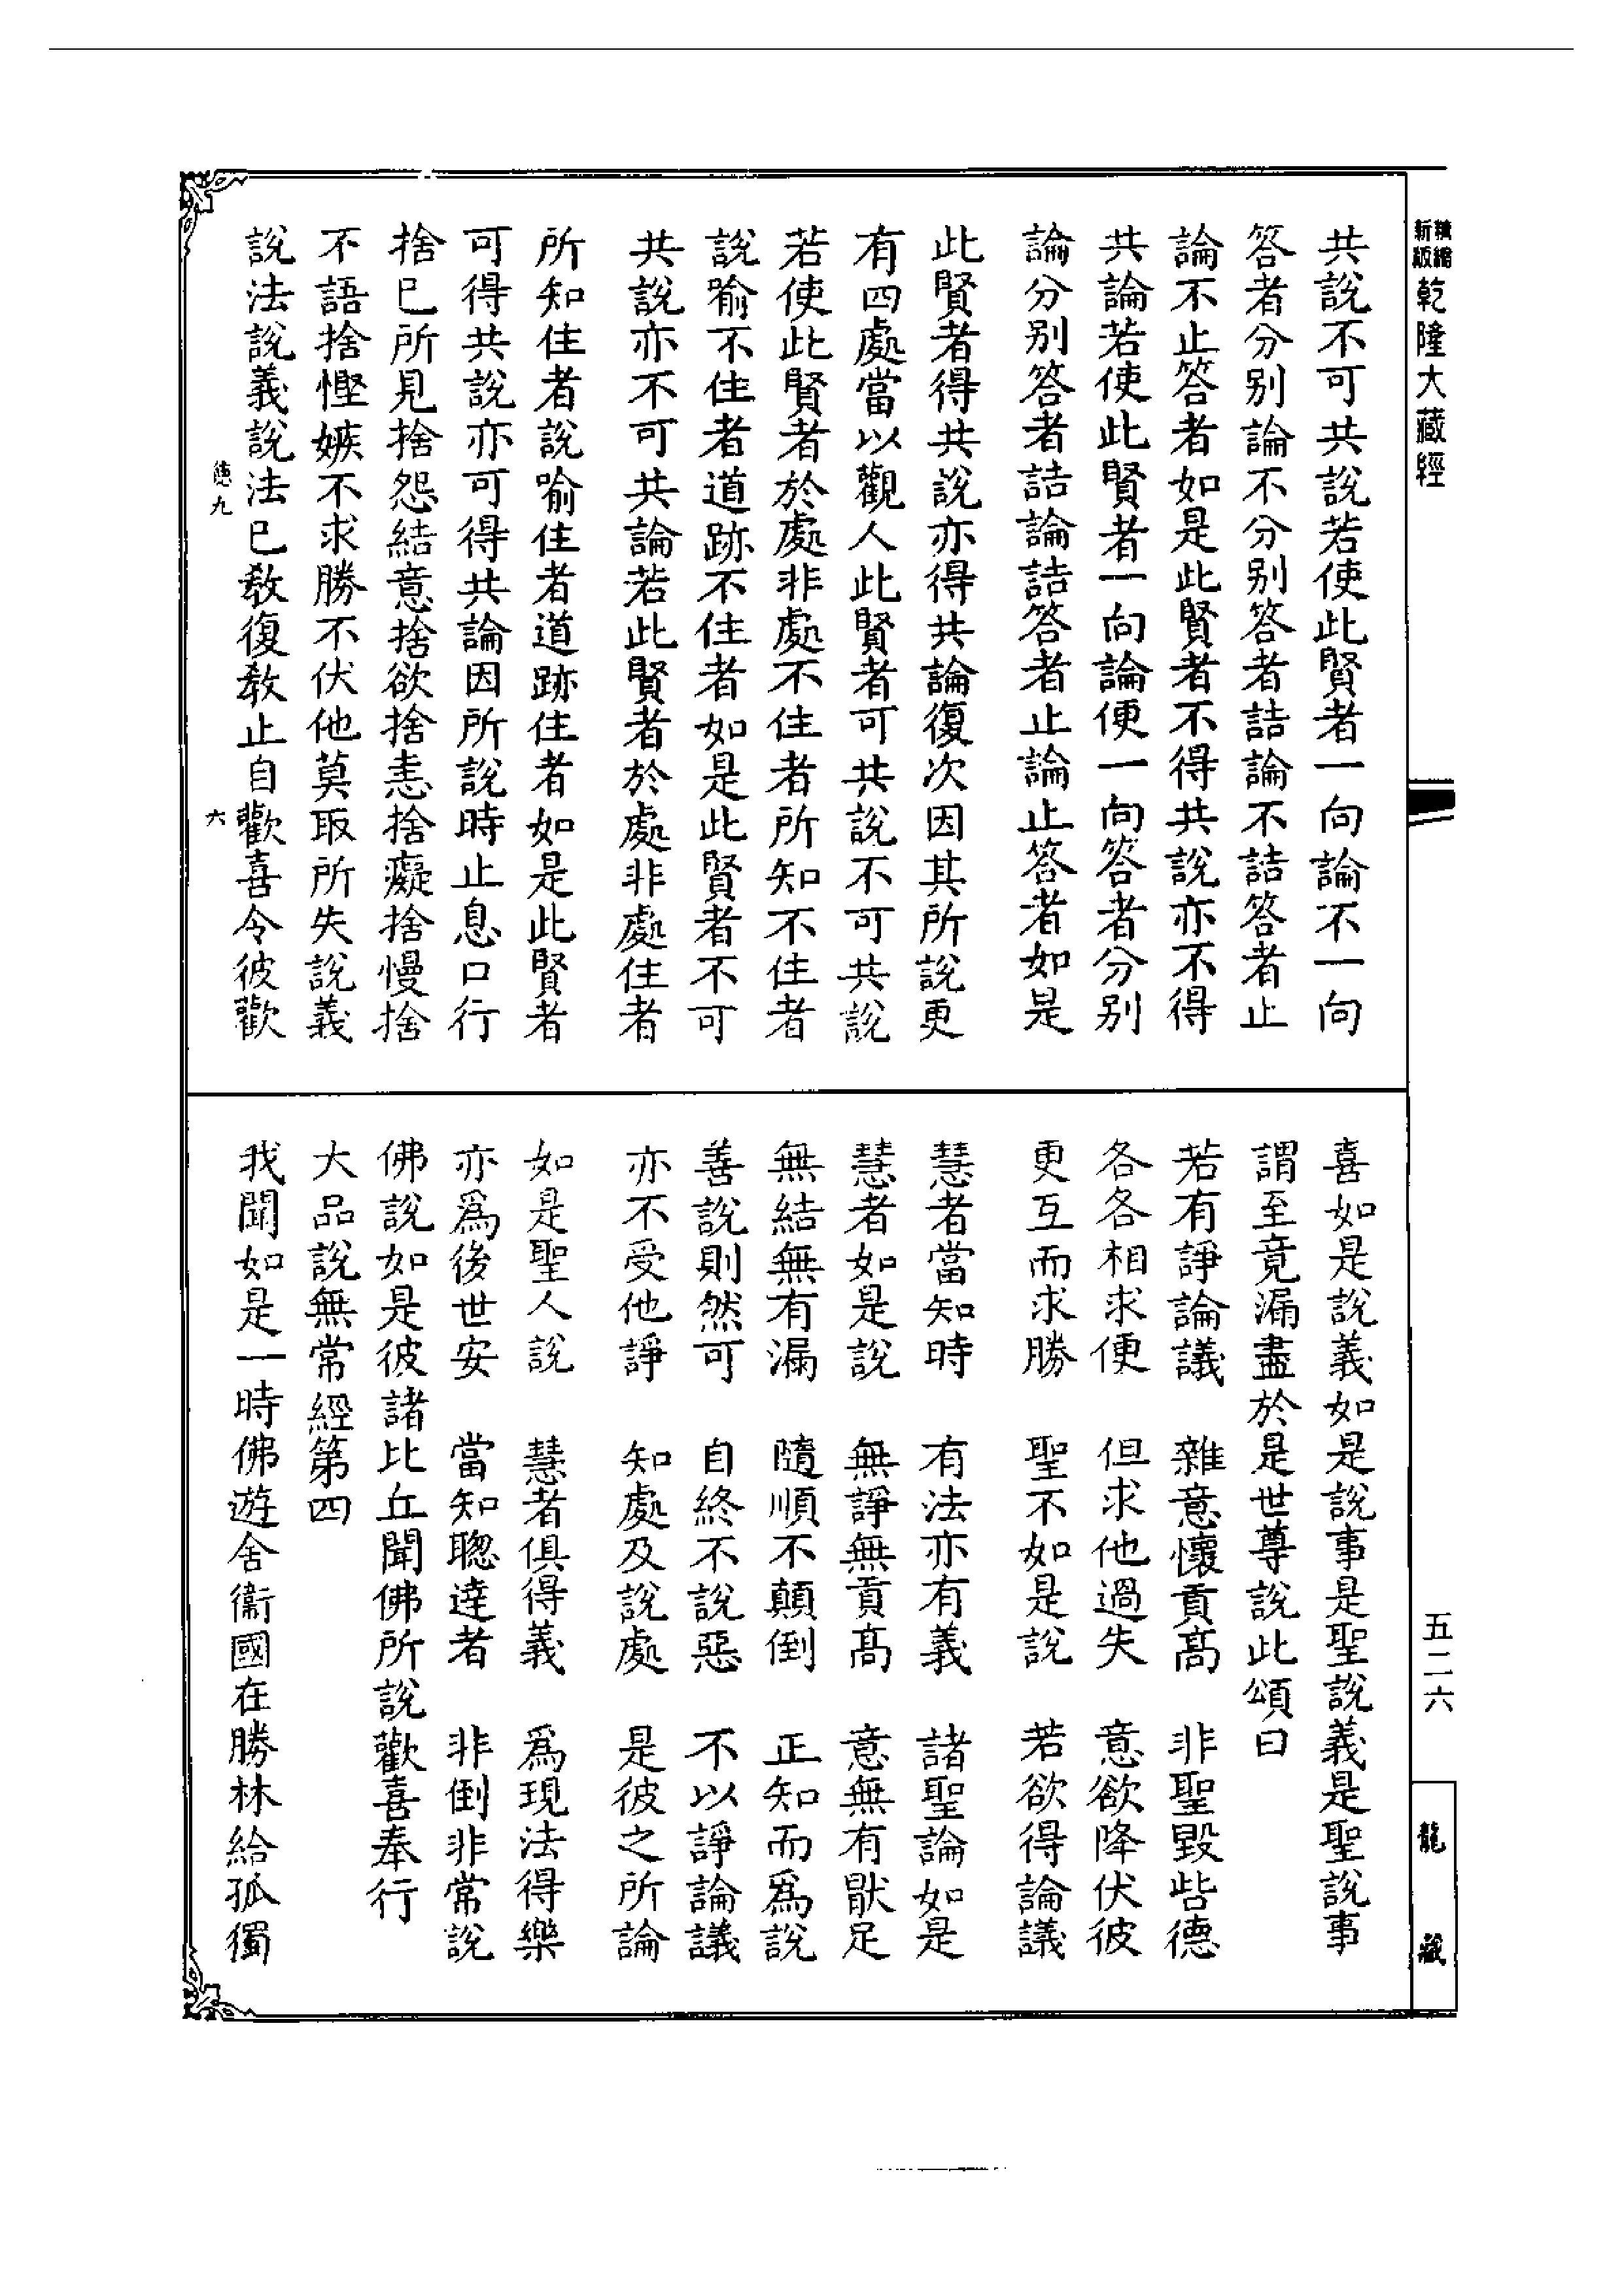 新版精縮乾隆大藏經
共說不可共說若使此賢者一向論不一向
答者分别論不分别答者詰論不詰答者止
論不止答者如是此賢者不得共說亦不得
共論若使此賢者一向論便一向答者分别
論分别答者詰論詰答者止論止答者如是
此賢者得共說亦得共論復次因其所說更
有四處當以觀人此賢者可共說不可共說
若使此賢者於處非處不住者所知不住者
說喻不住者道跡不住者如是此賢者不可
共說亦不可共論若此賢者於處非處住者
所知住者說喻住者道跡住者如是此賢者
可得共說亦可得共論因所說時止息口行
捨已所見捨怨結意捨欲捨恚捨癡捨慢捨
不語捨慳嫉不求勝不伏他莫取所失說義
說法說義說法已教復教止自歡喜令彼歡
德九
六
喜如是說義如是說事是聖說義是聖說事
謂至竟漏盡於是世尊說此頌曰
若有諍論議 雜意懷貢高 非聖毀呰德
各各相求便 但求他過失 意欲降伏彼
更互而求勝 聖不如是說 若欲得論議
慧者當知時 有法亦有義 諸聖論如是
慧者如是說 無諍無貢高 意無有猒足
無結無有漏 隨順不顛倒 正知而爲說
善說則然可 自終不說惡 不以諍論議
亦不受他諍 知處及說處 是彼之所論
如是聖人說 慧者俱得義 爲現法得樂
亦爲後世安 當知聰達者 非倒非常說
佛說如是彼諸比丘聞佛所說歡喜奉行
大品說無常經第四
我聞如是一時佛遊舍衞國在勝林給孤獨
五二六
龍藏